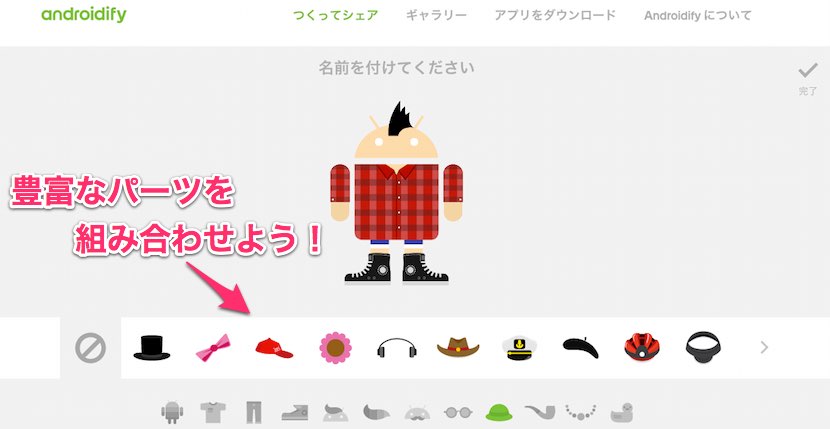 androidify
つくってシェア
ギャラリー
アプリをダウンロード
Androidify について
名前を付けてください
完了
豊富なパーツを
組み合わせよう！